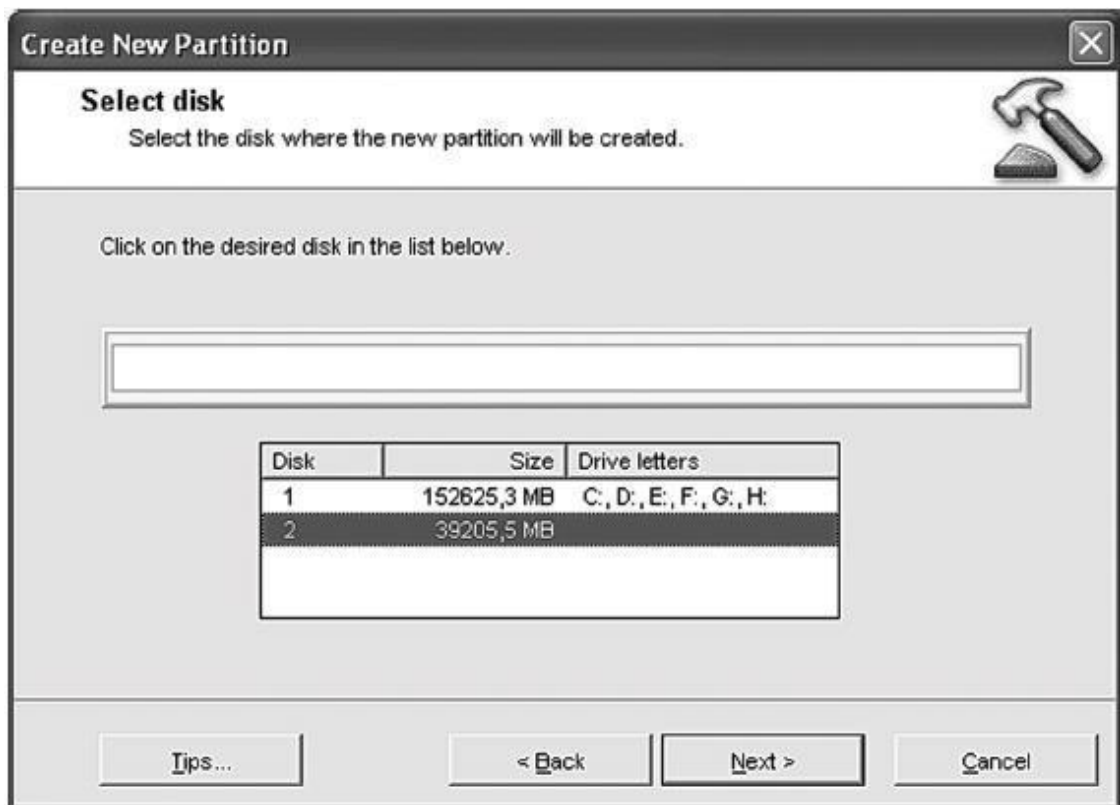 Create New Partition
Select disk
Select the disk where the new partition will be created.
Click on the desired disk in the list below.
Disk Size Drive letters
1 152625,3 MB C:, D:, E:, F:, G:, H:
2 39205,5 MB
Tips... < Back Next > Cancel